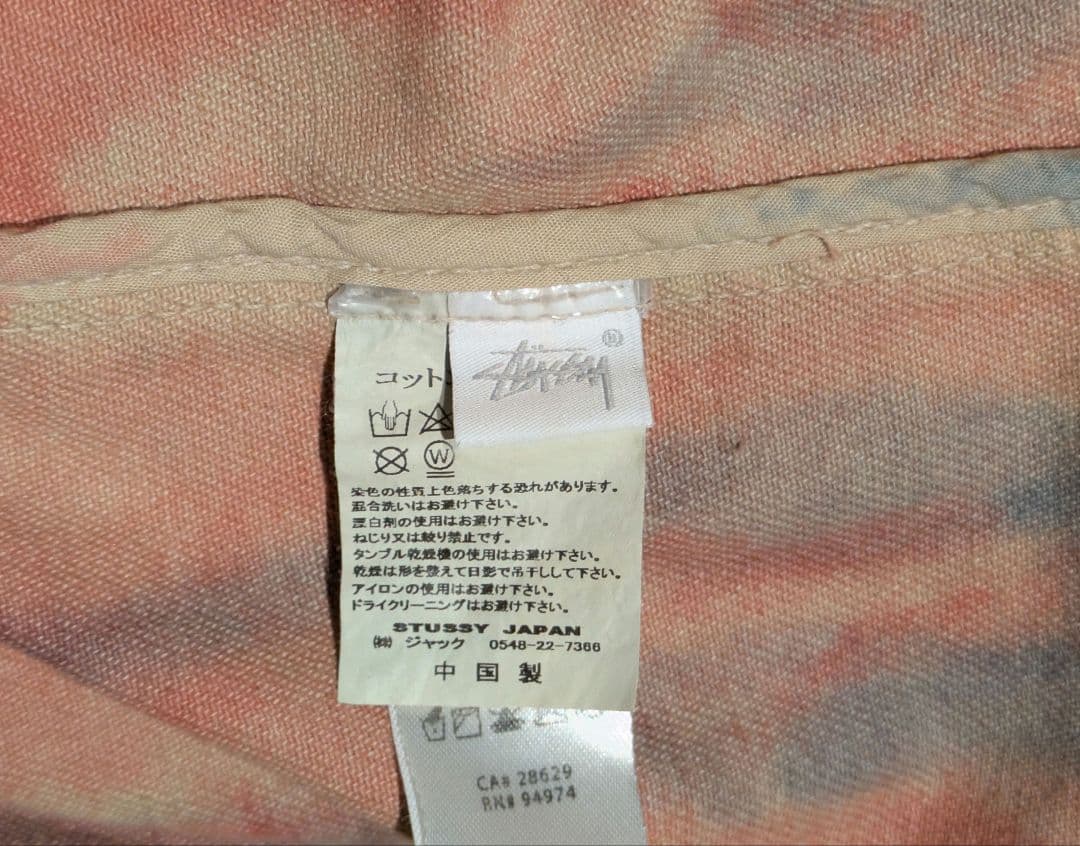 STÜSSY ®
コット
W
染色の性質上色落ちする恐れがあります。
混合洗いはお避け下さい。
漂白剤の使用はお避け下さい。
ねじり又は絞り禁止です。
タンブル乾燥機の使用はお避け下さい。
乾燥は形を整えて日影で吊干しして下さい。
アイロンの使用はお避け下さい。
ドライクリーニングはお避け下さい。
STUSSY JAPAN
㈱ ジャック 0548-22-7366
中国製
CA# 28629
RN# 94974